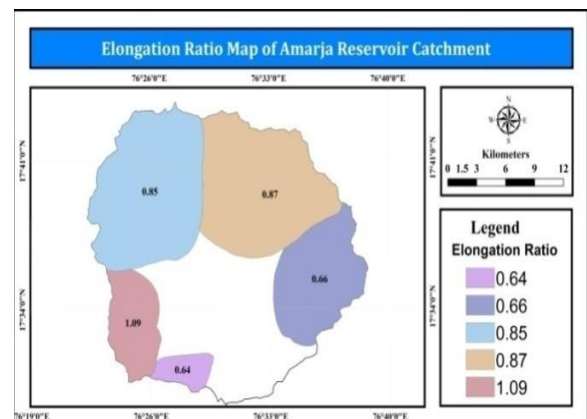 Elongation Ratio Map of Amarja Reservoir Catchment
76°26'0"E 76°33'0"E 76°40'0"E
17°41'0"N
17°34'0"N
0.85
0.87
0.66
1.09
0.64
17°41'0"N
17°34'0"N
76°19'0"E 76°26'0"E 76°33'0"E 76°40'0"E
N
W E
S
Kilometers
0 1.5 3 6 9 12
Legend
Elongation Ratio
0.64
0.66
0.85
0.87
1.09